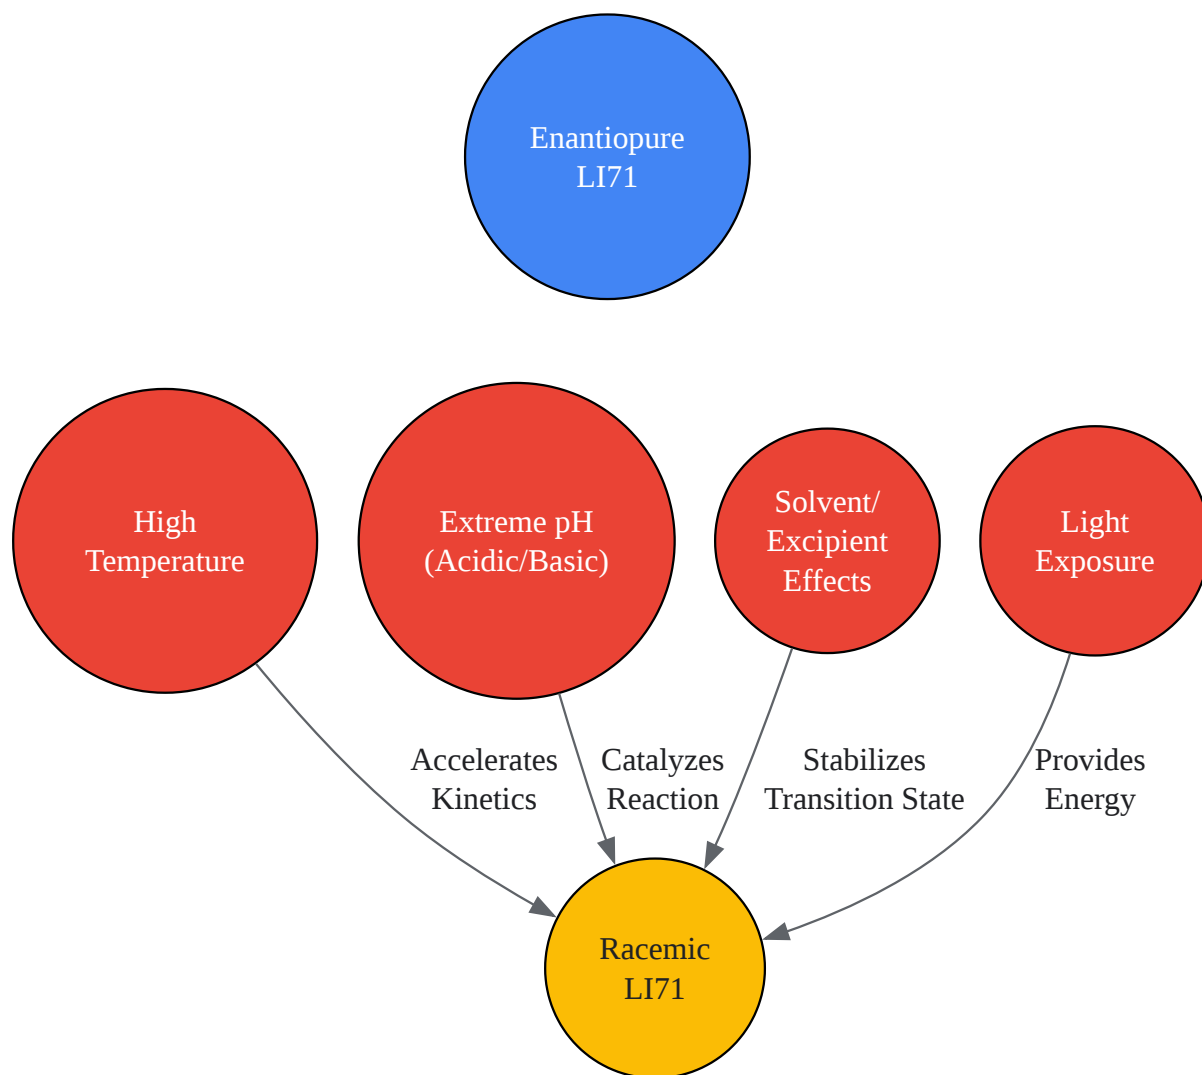 Enantiopure
LI71
High
Temperature
Extreme pH
(Acidic/Basic)
Solvent/
Excipient
Effects
Light
Exposure
Accelerates
Kinetics
Catalyzes
Reaction
Stabilizes
Transition State
Provides
Energy
Racemic
LI71